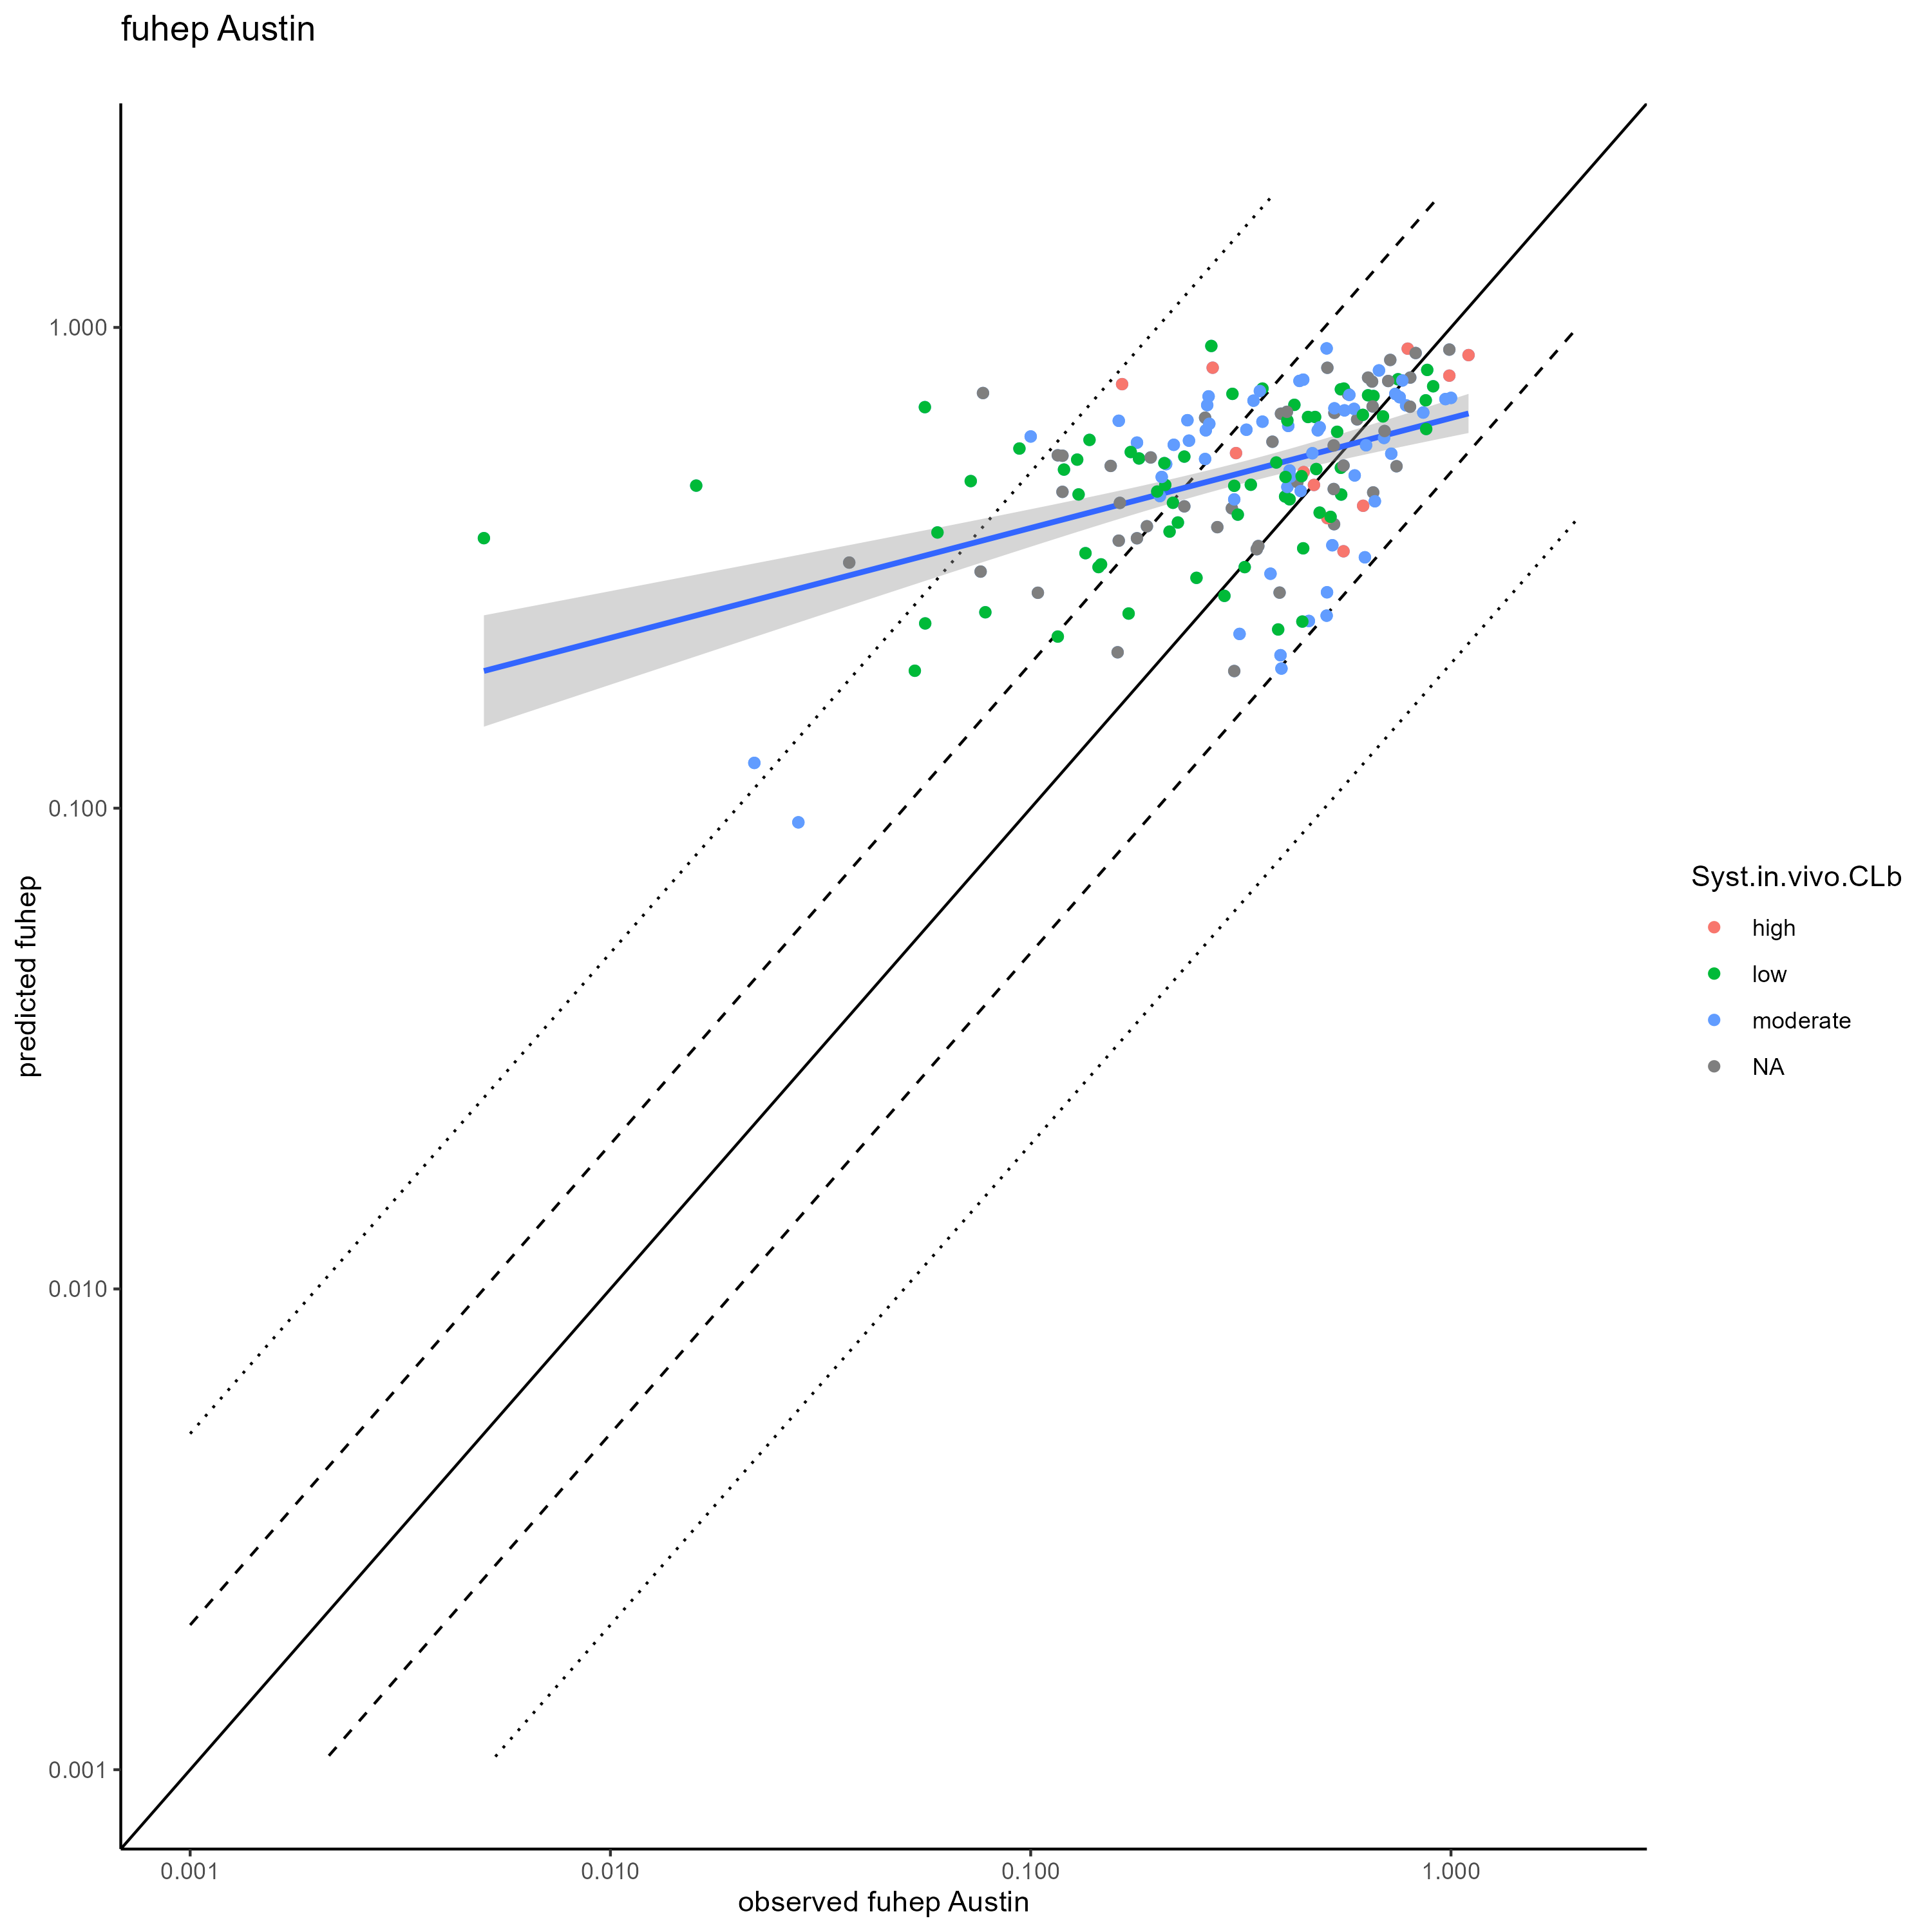 fuhep Austin
1.000
0.100
0.010
0.001
predicted fuhep
0.001
0.010
0.100
1.000
observed fuhep Austin
Syst.in.vivo.CLb
high
low
moderate
NA